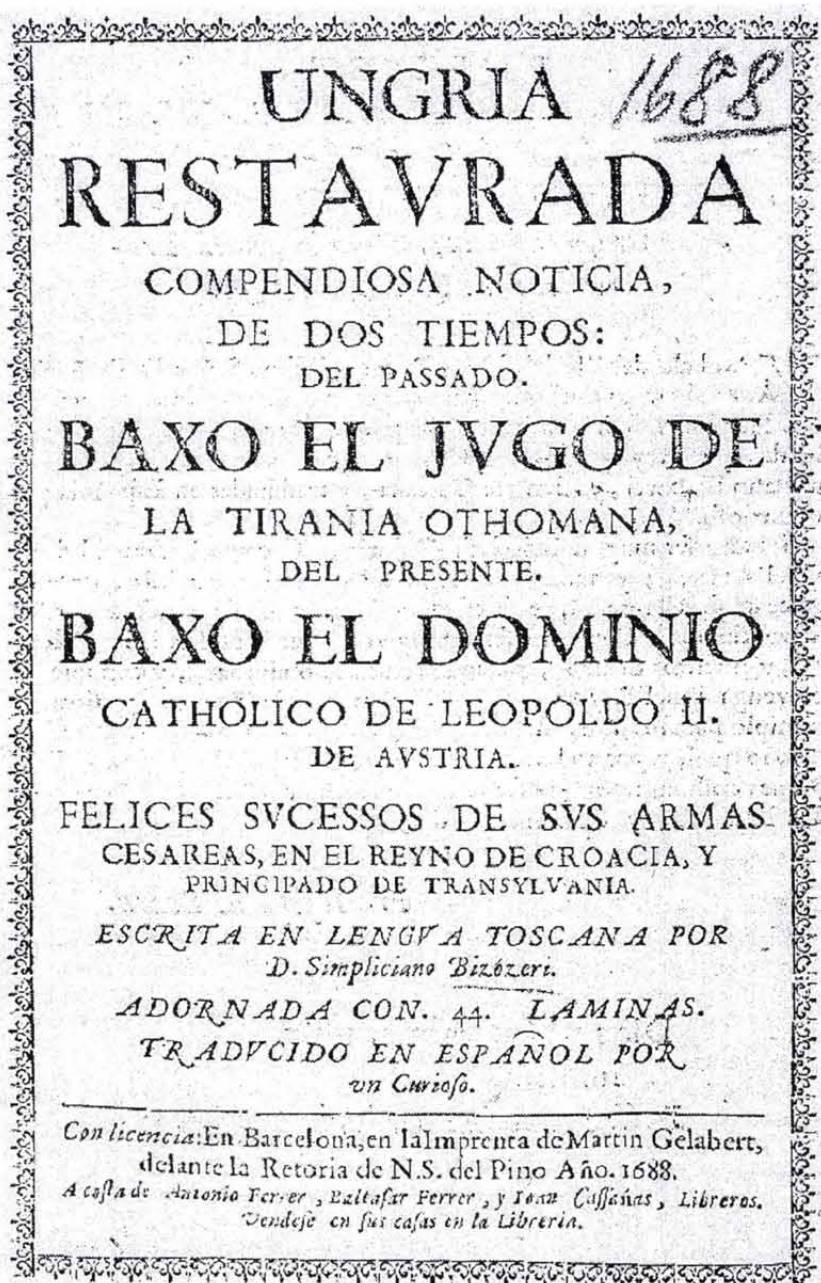 UNGRIA 1688
RESTAVRADA
COMPENDIOSA NOTICIA,
DE DOS TIEMPOS:
DEL PASSADO.
BAXO EL JVGO DE
LA TIRANIA OTHOMANA,
DEL PRESENTE.
BAXO EL DOMINIO
CATHOLICO DE LEOPOLDO II.
DE AVSTRIA.
FELICES SVCESSOS DE SVS ARMAS
CESAREAS, EN EL REYNO DE CROACIA, Y
PRINCIPADO DE TRANSYLVANIA.
ESCRITA EN LENGVA TOSCANA POR
D. Simpliciano Bizózeri.
ADORNADA CON. 44. LAMINAS.
TRADVCIDO EN ESPAÑOL POR
vn Curioſo.
Con licencia: En Barcelona, en la Imprenta de Martin Gelabert,
delante la Retoria de N.S. del Pino Año. 1688.
A coſta de Antonio Ferrer, Baltaſar Ferrer, y Ioan Caſſañas, Libreros.
Vendeſe en ſus caſas en la Libreria.